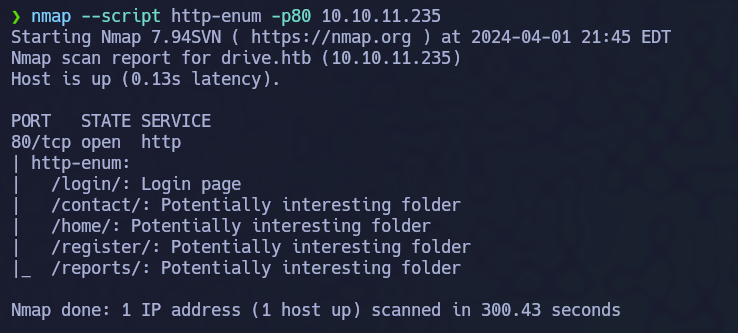 ❯ nmap --script http-enum -p80 10.10.11.235
Starting Nmap 7.94SVN ( https://nmap.org ) at 2024-04-01 21:45 EDT
Nmap scan report for drive.htb (10.10.11.235)
Host is up (0.13s latency).

PORT   STATE SERVICE
80/tcp open  http
| http-enum:
|   /login/: Login page
|   /contact/: Potentially interesting folder
|   /home/: Potentially interesting folder
|   /register/: Potentially interesting folder
|_  /reports/: Potentially interesting folder

Nmap done: 1 IP address (1 host up) scanned in 300.43 seconds